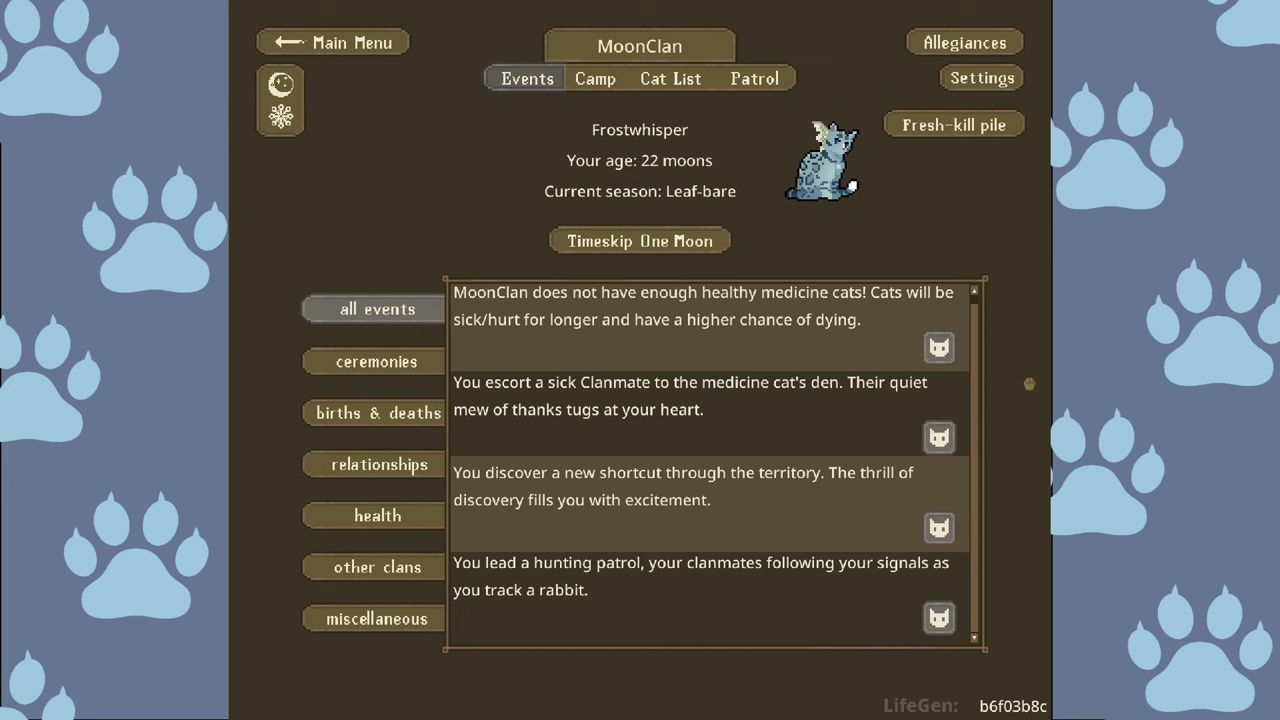 Main Menu
MoonClan
Allegiances
Events
Camp
Cat List
Patrol
Settings
Fresh-kill pile
Frostwhisper
Your age: 22 moons
Current season: Leaf-bare
Timeskip One Moon
all events
ceremonies
births & deaths
relationships
health
other clans
miscellaneous
MoonClan does not have enough healthy medicine cats! Cats will be
sick/hurt for longer and have a higher chance of dying.
You escort a sick Clanmate to the medicine cat's den. Their quiet
mew of thanks tugs at your heart.
You discover a new shortcut through the territory. The thrill of
discovery fills you with excitement.
You lead a hunting patrol, your clanmates following your signals as
you track a rabbit.
LifeGen: b6f03b8c